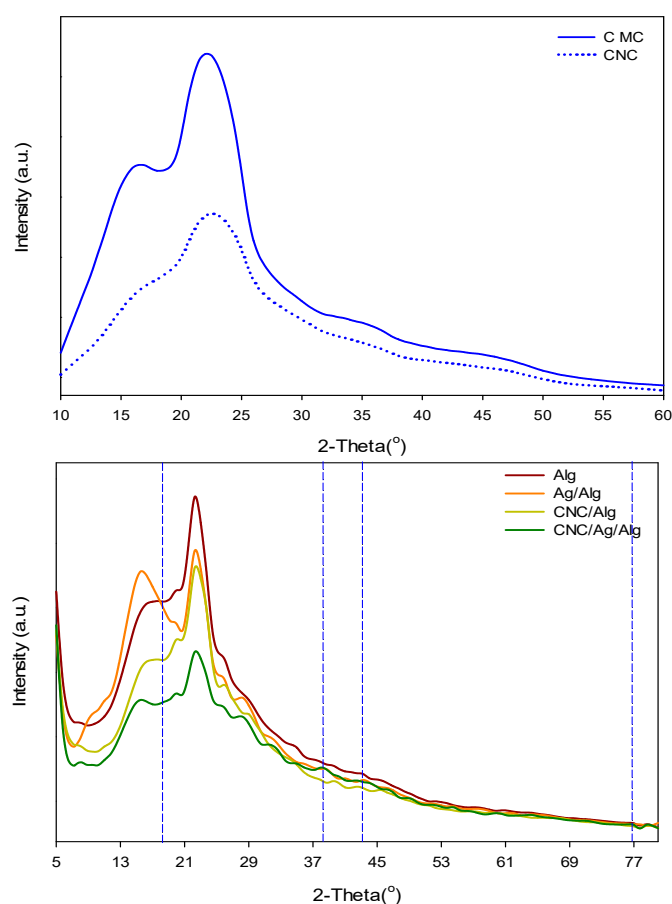 C MC
CNC
Intensity (a.u.)
10 15 20 25 30 35 40 45 50 55 60
2-Theta(o)
Alg
Ag/Alg
CNC/Alg
CNC/Ag/Alg
Intensity (a.u.)
5 13 21 29 37 45 53 61 69 77
2-Theta(o)